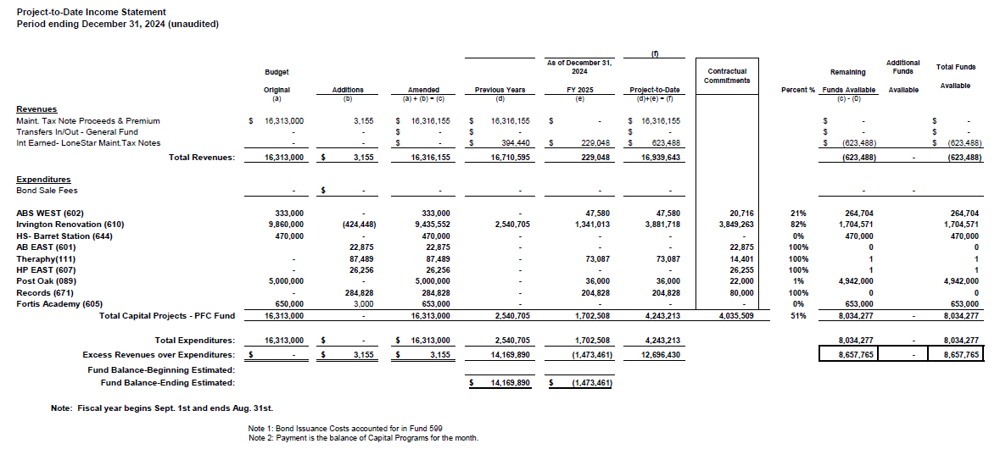 Project-to-Date Income Statement
Period ending December 31, 2024 (unaudited)
(f)
As of December 31, 2024
Budget Contractual Commitments Remaining Additional Funds Total Funds
Original Additions Amended Previous Years FY 2025 Project-to-Date Percent % Funds Available Available Available
(a) (b) (a) + (b) = (c) (d) (e) (d)+(e) = (f) (c) - (0)
Revenues
Maint. Tax Note Proceeds & Premium $ 16,313,000 3,155 $ 16,316,155 $ 16,316,155 $ - $ 16,316,155 $ - $ -
Transfers In/Out - General Fund - - $ - $ - $ - $ - $ -
Int Earned- LoneStar Maint.Tax Notes - - $ - $ 394,440 $ 229,048 $ 623,488 $ (623,488) $ (623,488)
Total Revenues: 16,313,000 $ 3,155 16,316,155 16,710,595 229,048 16,939,643 (623,488) - (623,488)
Expenditures
Bond Sale Fees - $ - - - - - - -
ABS WEST (602) 333,000 - 333,000 - 47,580 47,580 20,716 21% 264,704 264,704
Irvington Renovation (610) 9,860,000 (424,448) 9,435,552 2,540,705 1,341,013 3,881,718 3,849,263 82% 1,704,571 1,704,571
HS- Barret Station (644) 470,000 470,000 - - - - 0% 470,000 470,000
AB EAST (601) 22,875 22,875 - - - 22,875 100% 0 0
Theraphy(111) - 87,489 87,489 - 73,087 73,087 14,401 100% 1 1
HP EAST (607) - 26,256 26,256 - - - 26,255 100% 1 1
Post Oak (089) 5,000,000 - 5,000,000 - 36,000 36,000 22,000 1% 4,942,000 4,942,000
Records (671) - 284,828 284,828 - 204,828 204,828 80,000 100% 0 0
Fortis Academy (605) 650,000 3,000 653,000 - - - - 0% 653,000 653,000
Total Capital Projects - PFC Fund 16,313,000 - 16,313,000 2,540,705 1,702,508 4,243,213 4,035,509 51% 8,034,277 - 8,034,277
Total Expenditures: 16,313,000 $ - $ 16,313,000 2,540,705 1,702,508 4,243,213 8,034,277 - 8,034,277
Excess Revenues over Expenditures: $ - $ 3,155 $ 3,155 14,169,890 (1,473,461) 12,696,430 8,657,765 - 8,657,765
Fund Balance-Beginning Estimated:
Fund Balance-Ending Estimated: $ 14,169,890 $ (1,473,461)
Note: Fiscal year begins Sept. 1st and ends Aug. 31st.
Note 1: Bond Issuance Costs accounted for in Fund 599
Note 2: Payment is the balance of Capital Programs for the month.